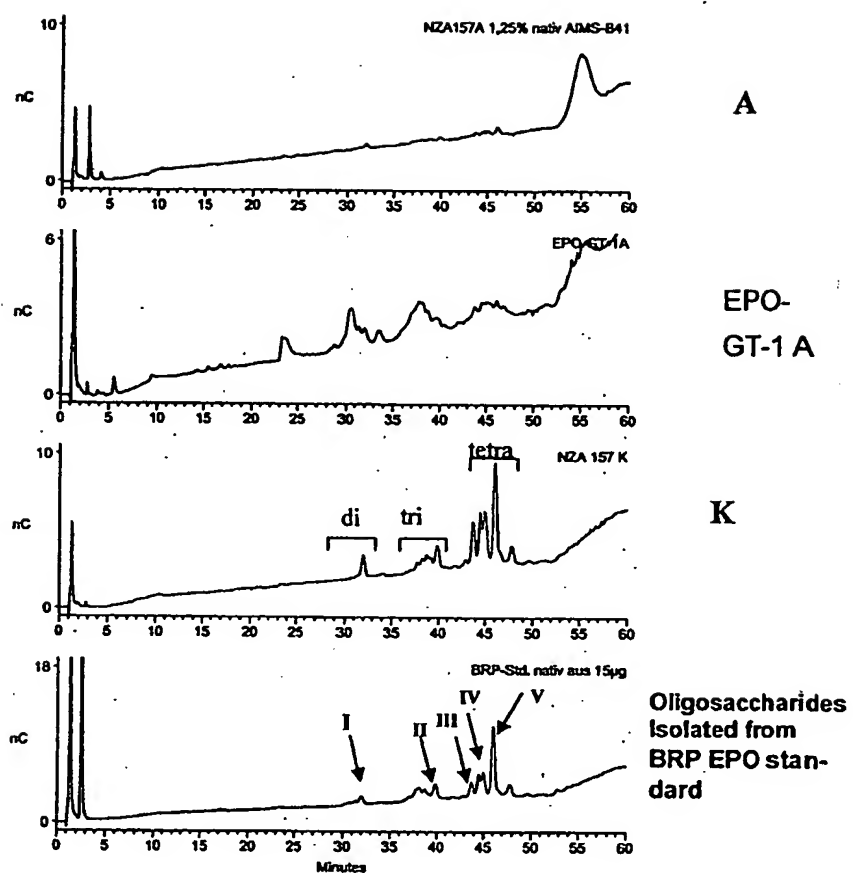 10
NZA157A 1,25% nativ AIMS-B41
nC
A
0
0 5 10 15 20 25 30 35 40 45 50 55 60
6
EPO-GT-1A
nC
EPO-
GT-1 A
0
0 5 10 15 20 25 30 35 40 45 50 55 60
10
tetra
NZA 157 K
nC
di
tri
K
0
0 5 10 15 20 25 30 35 40 45 50 55 60
18
BRP-Std. nativ aus 15µg
I
II
III
IV
V
nC
Oligosaccharides
Isolated from
BRP EPO stan-
dard
0
0 5 10 15 20 25 30 35 40 45 50 55 60
Minutes